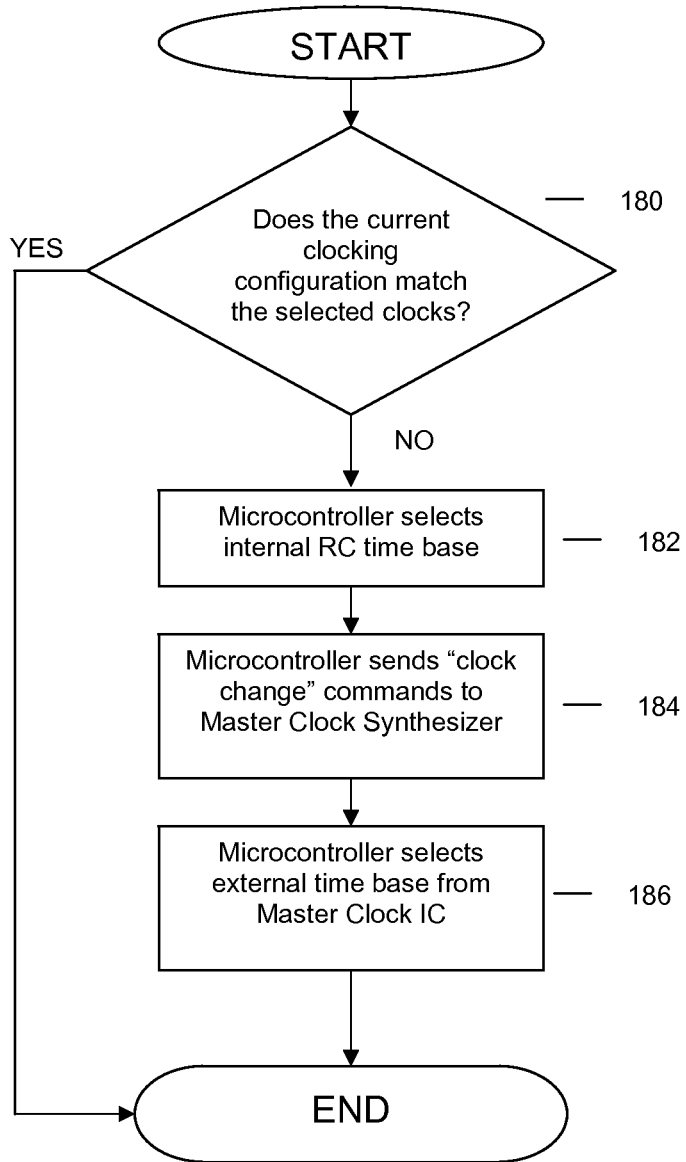 START
Does the current
clocking
configuration match
the selected clocks?
180
YES
NO
Microcontroller selects
internal RC time base
182
Microcontroller sends “clock
change” commands to
Master Clock Synthesizer
184
Microcontroller selects
external time base from
Master Clock IC
186
END